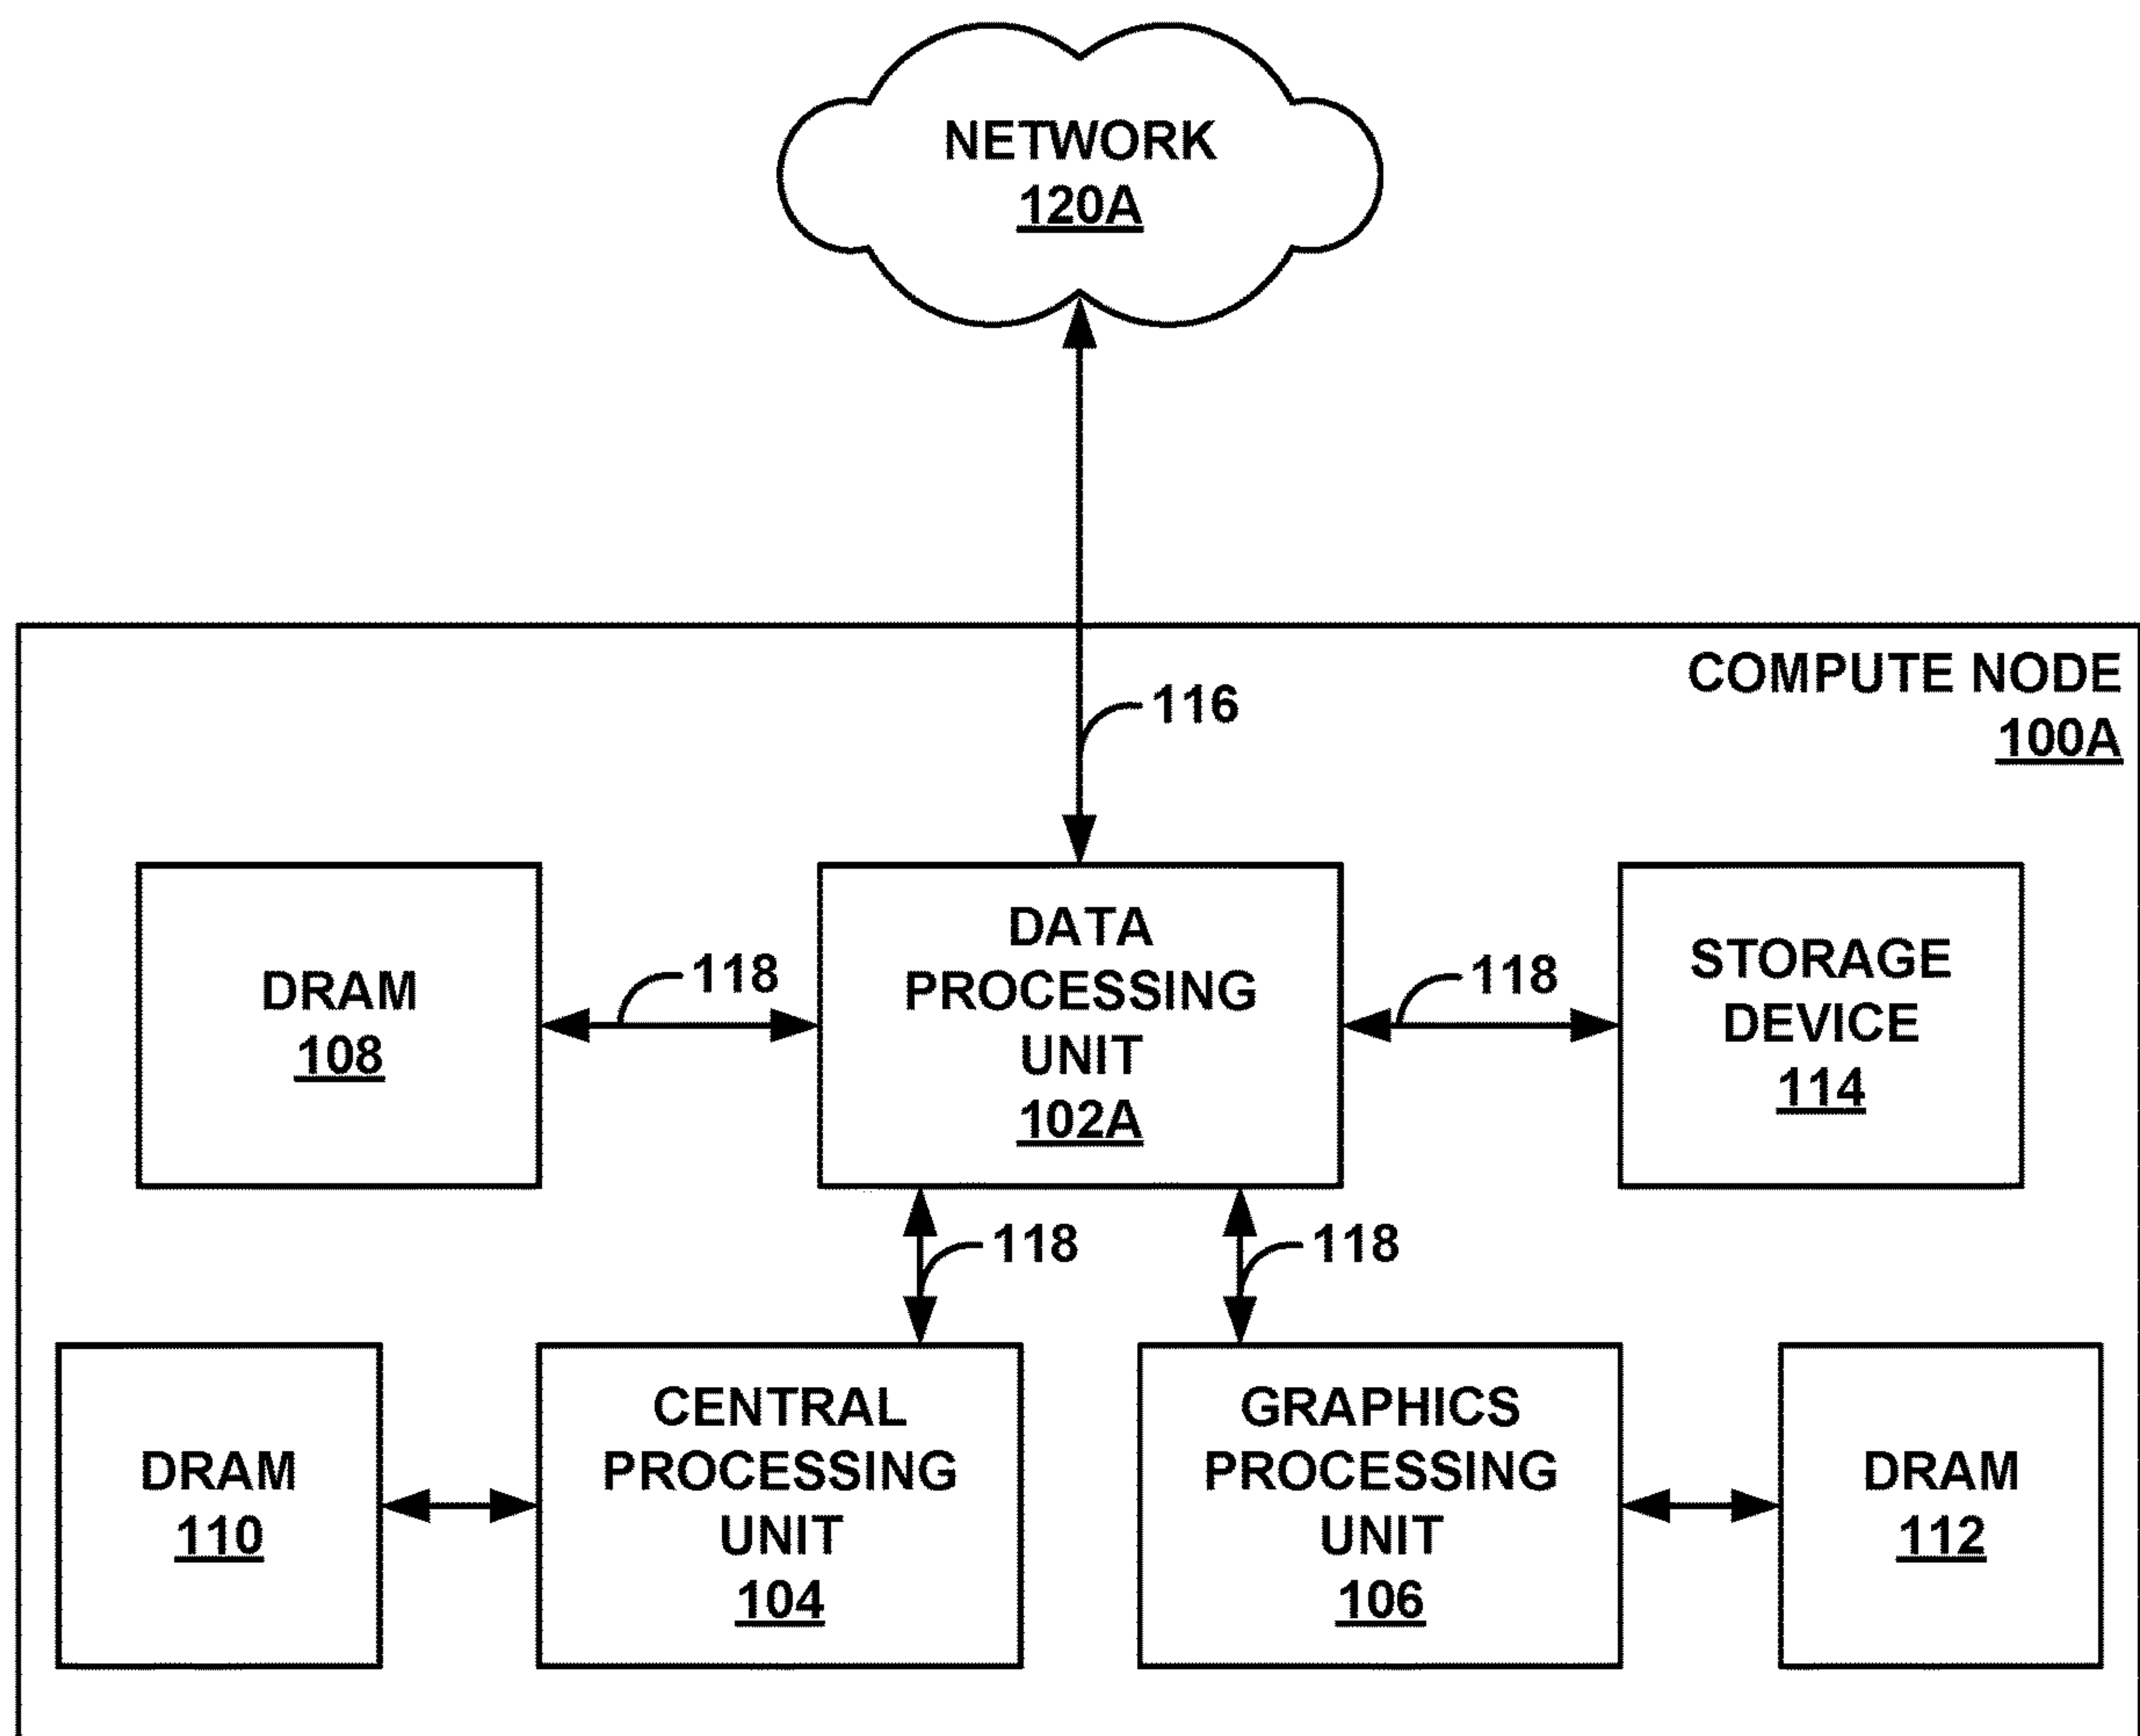 NETWORK
120A
COMPUTE NODE
100A
116
DRAM
108
118
DATA
PROCESSING
UNIT
102A
118
STORAGE
DEVICE
114
118
118
DRAM
110
CENTRAL
PROCESSING
UNIT
104
GRAPHICS
PROCESSING
UNIT
106
DRAM
112